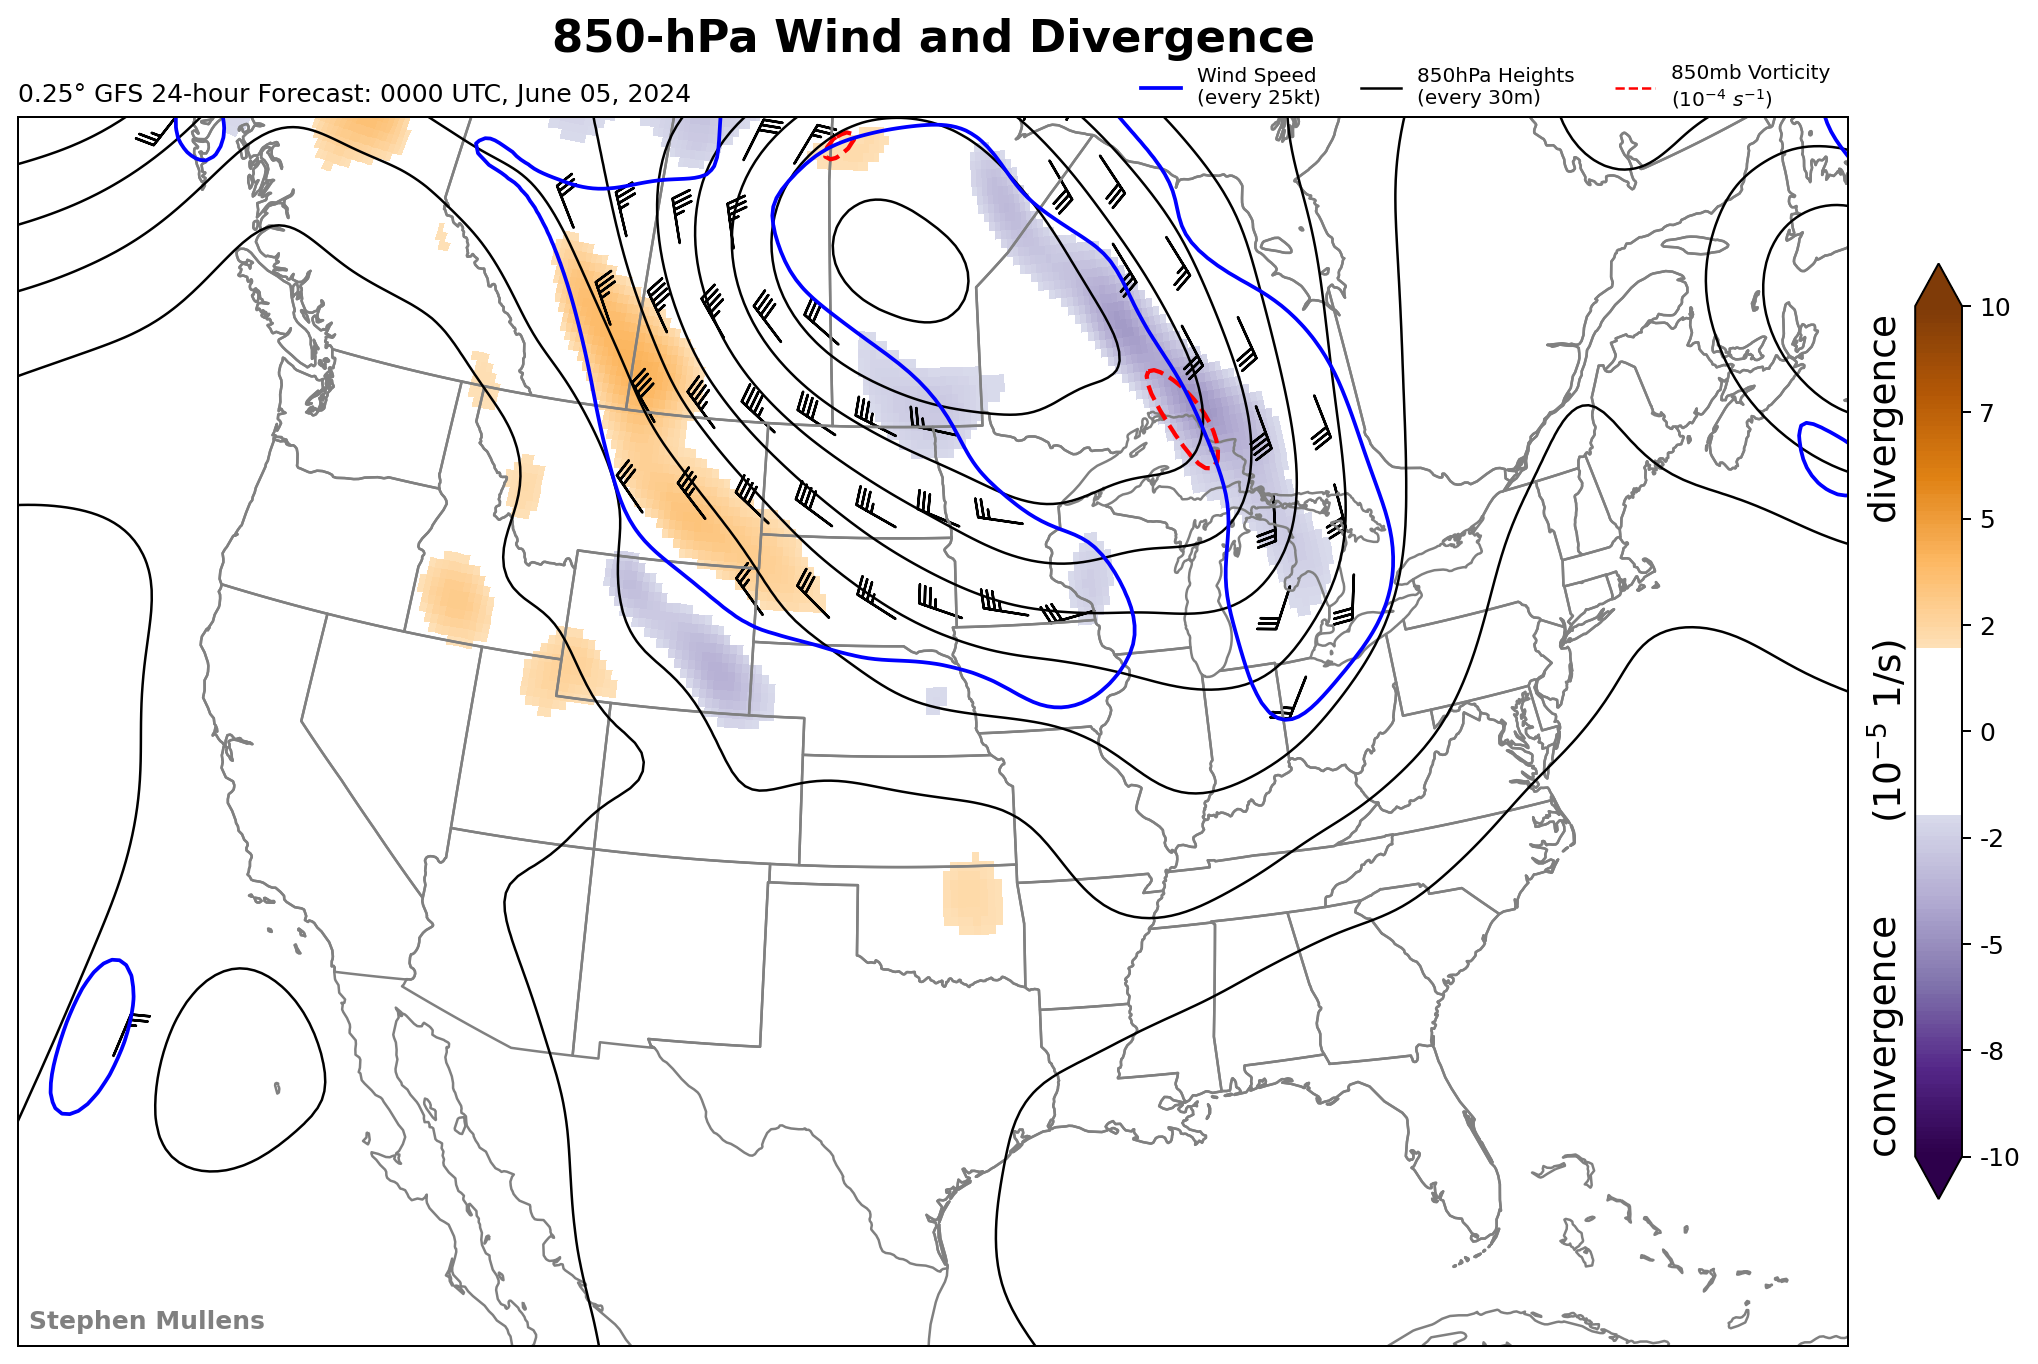 850-hPa Wind and Divergence
0.25° GFS 24-hour Forecast: 0000 UTC, June 05, 2024
Wind Speed
(every 25kt)
850hPa Heights
(every 30m)
850mb Vorticity
(10⁻⁴ s⁻¹)
10
7
5
2
0
-2
-5
-8
-10
convergence (10⁻⁵ 1/s) divergence
Stephen Mullens